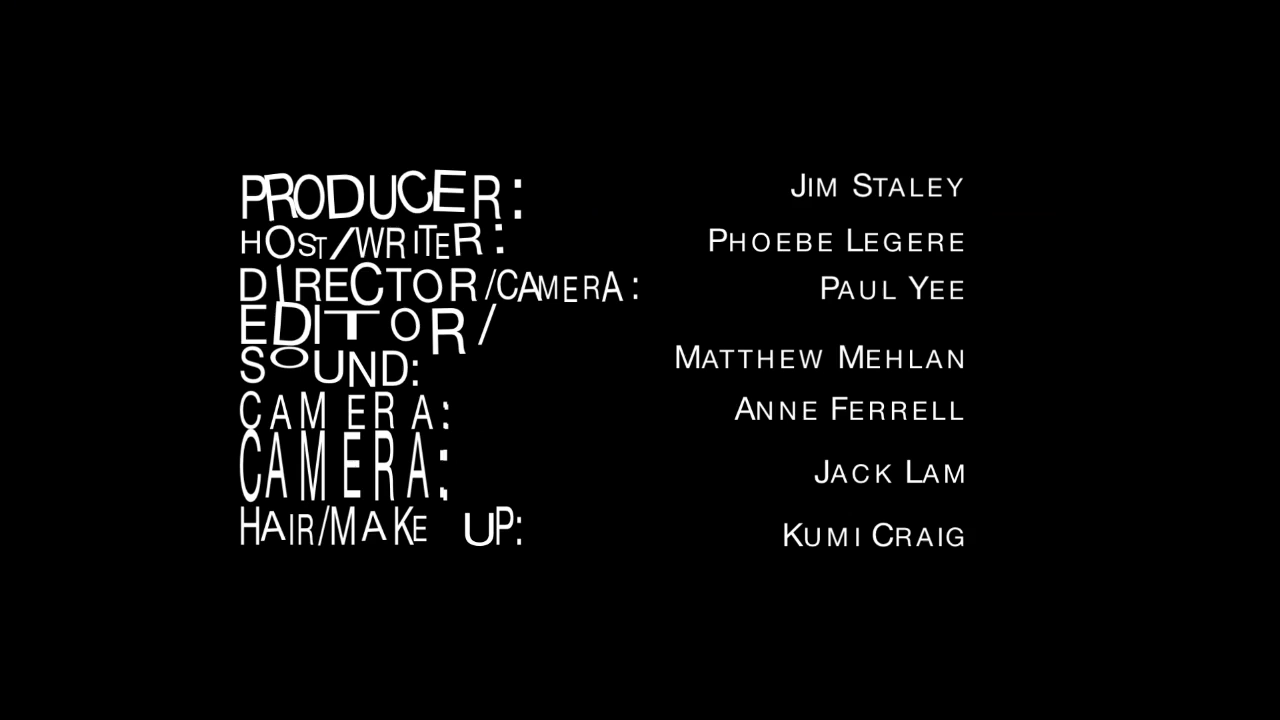 PRODUCER: JIM STALEY
HOST/WRITER: PHOEBE LEGERE
DIRECTOR/CAMERA: PAUL YEE
EDITOR/
SOUND: MATTHEW MEHLAN
CAMERA: ANNE FERRELL
CAMERA: JACK LAM
HAIR/MAKE UP: KUMI CRAIG